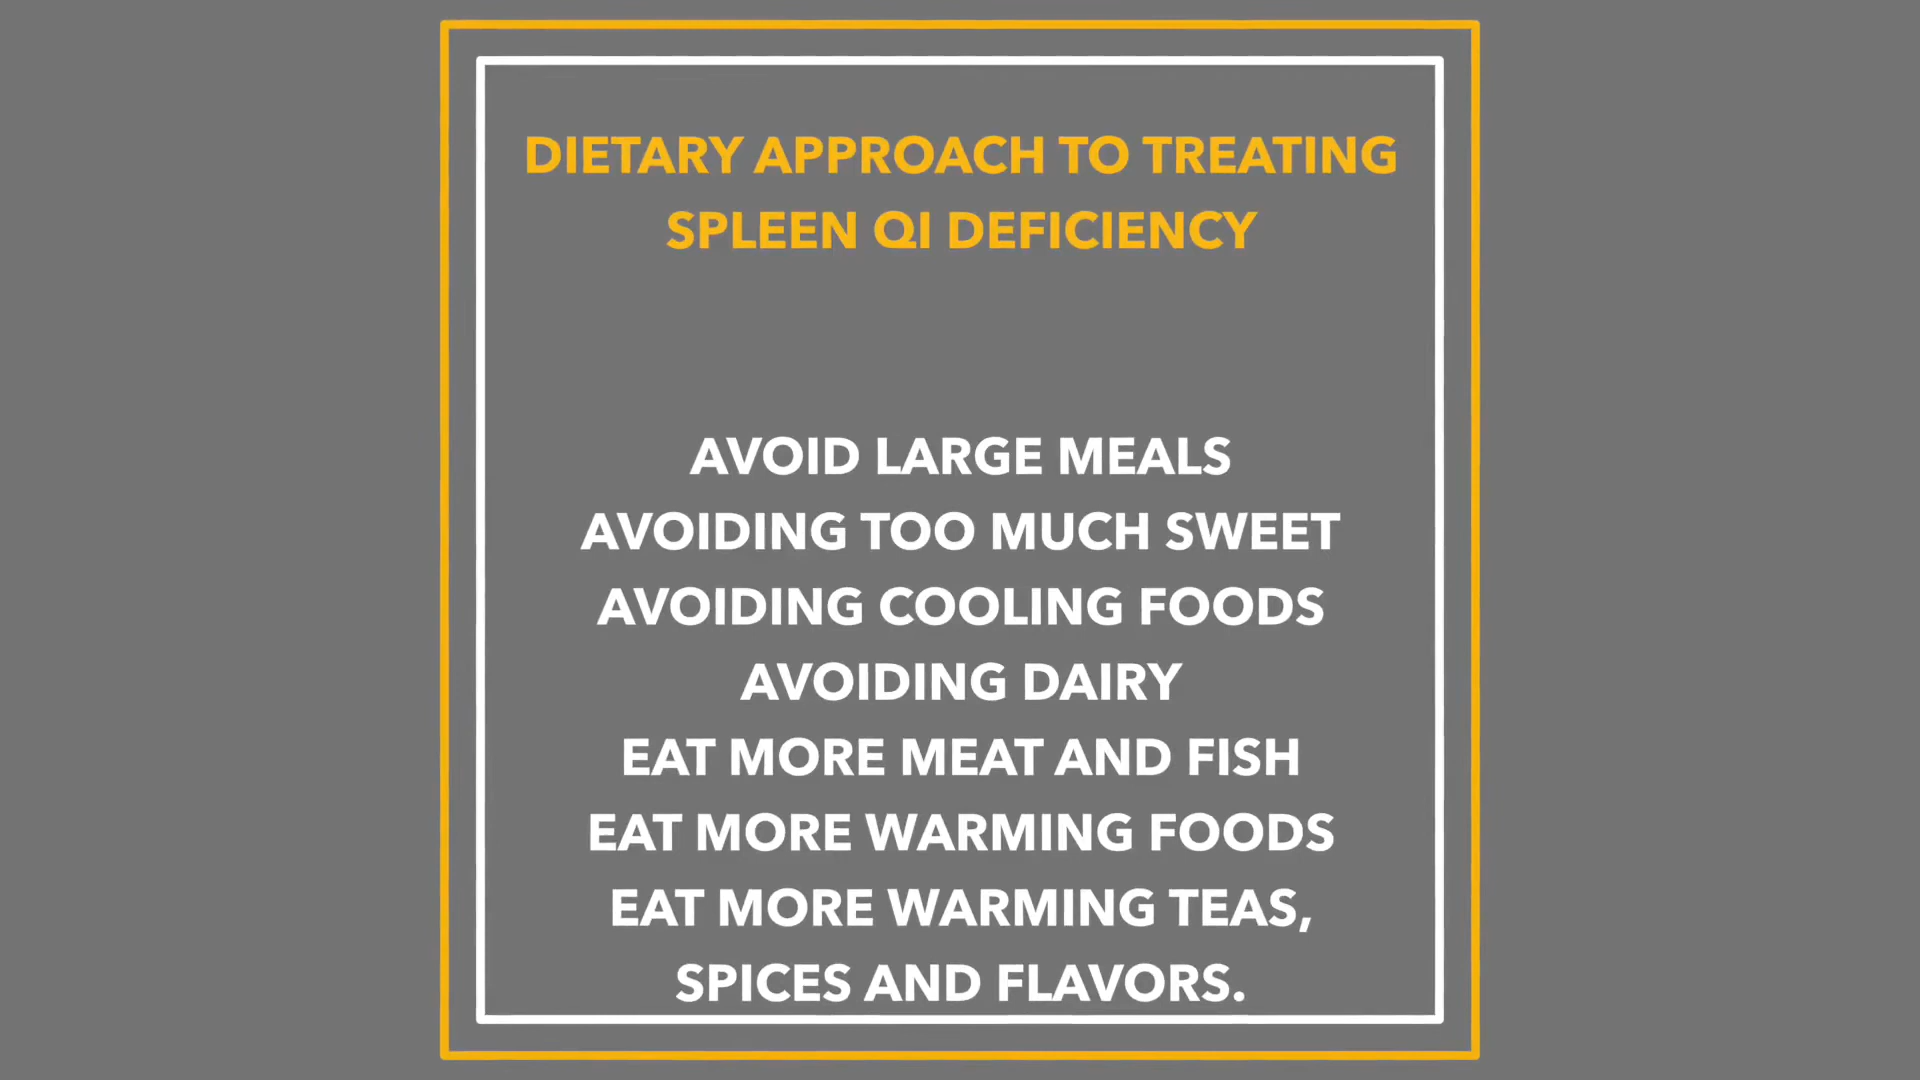 DIETARY APPROACH TO TREATING
SPLEEN QI DEFICIENCY
AVOID LARGE MEALS
AVOIDING TOO MUCH SWEET
AVOIDING COOLING FOODS
AVOIDING DAIRY
EAT MORE MEAT AND FISH
EAT MORE WARMING FOODS
EAT MORE WARMING TEAS,
SPICES AND FLAVORS.